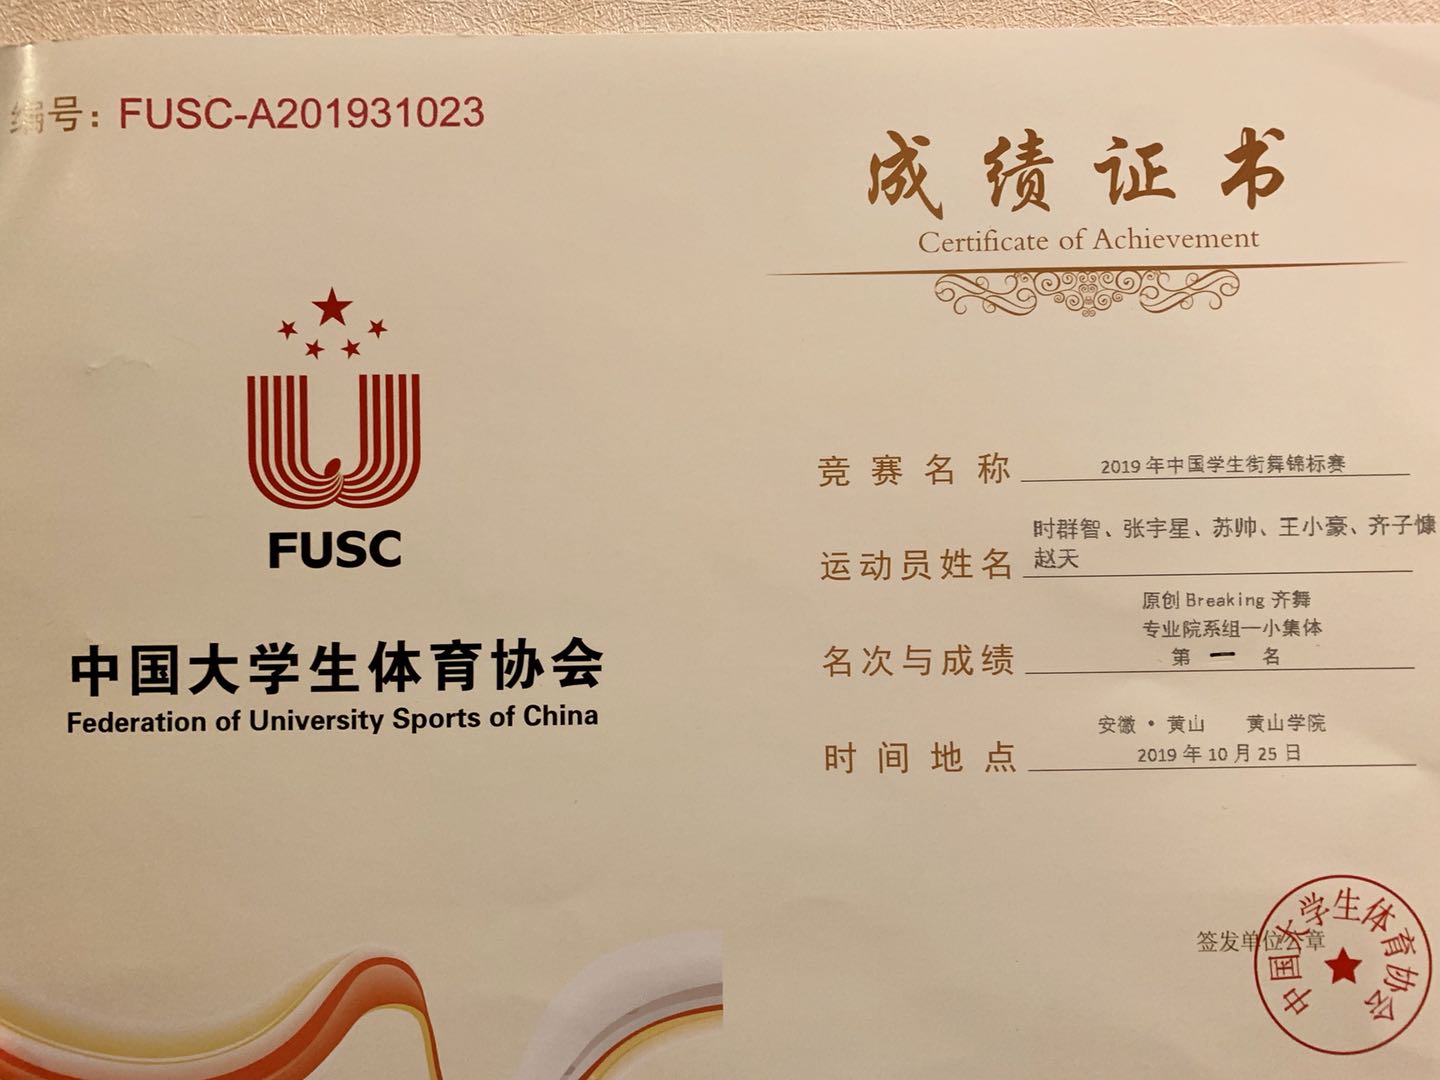 编号：FUSC-A201931023
FUSC
中国大学生体育协会
Federation of University Sports of China
成绩证书
Certificate of Achievement
竞赛名称 2019年中国学生街舞锦标赛
运动员姓名 时群智、张宇星、苏帅、王小豪、齐子慷
赵天
原创Breaking齐舞
专业院系组—小集体
名次与成绩 第 一 名
安徽·黄山 黄山学院
时间地点 2019年10月25日
签发单位公章
中国大学生体育协会